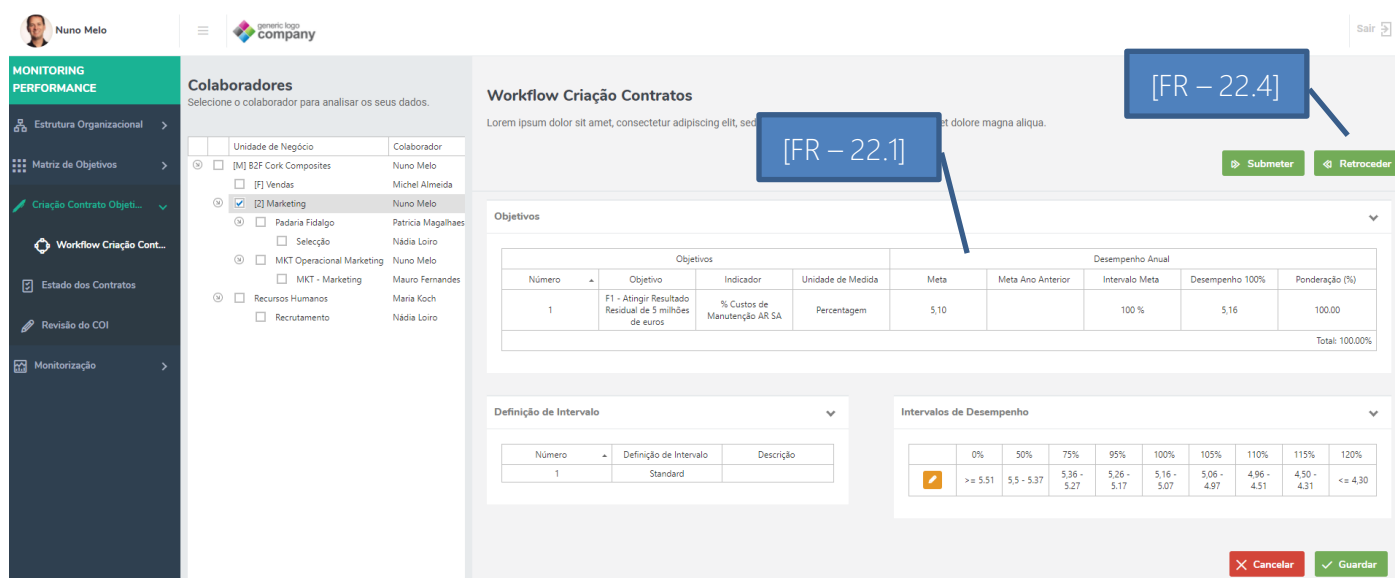 Nuno Melo
generic logo
company
Sair
MONITORING
PERFORMANCE
Estrutura Organizacional
Matriz de Objetivos
Criação Contrato Objeti...
Workflow Criação Cont...
Estado dos Contratos
Revisão do COI
Monitorização
Colaboradores
Selecione o colaborador para analisar os seus dados.
Unidade de Negócio Colaborador
[M] B2F Cork Composites Nuno Melo
[F] Vendas Michel Almeida
[2] Marketing Nuno Melo
Padaria Fidalgo Patricia Magalhaes
Selecção Nádia Loiro
MKT Operacional Marketing Nuno Melo
MKT - Marketing Mauro Fernandes
Recursos Humanos Maria Koch
Recrutamento Nádia Loiro
Workflow Criação Contratos
Lorem ipsum dolor sit amet, consectetur adipiscing elit, sed et dolore magna aliqua.
[FR – 22.1]
[FR – 22.4]
Submeter
Retroceder
Objetivos
Objetivos Desempenho Anual
Número Objetivo Indicador Unidade de Medida Meta Meta Ano Anterior Intervalo Meta Desempenho 100% Ponderação (%)
1 F1 - Atingir Resultado Residual de 5 milhões de euros % Custos de Manutenção AR SA Percentagem 5,10 100 % 5,16 100.00
Total: 100.00%
Definição de Intervalo
Número Definição de Intervalo Descrição
1 Standard
Intervalos de Desempenho
0% 50% 75% 95% 100% 105% 110% 115% 120%
>= 5.51 5,5 - 5.37 5,36 - 5.27 5,26 - 5.17 5,16 - 5.07 5,06 - 4.97 4,96 - 4.51 4,50 - 4.31 <= 4,30
Cancelar
Guardar